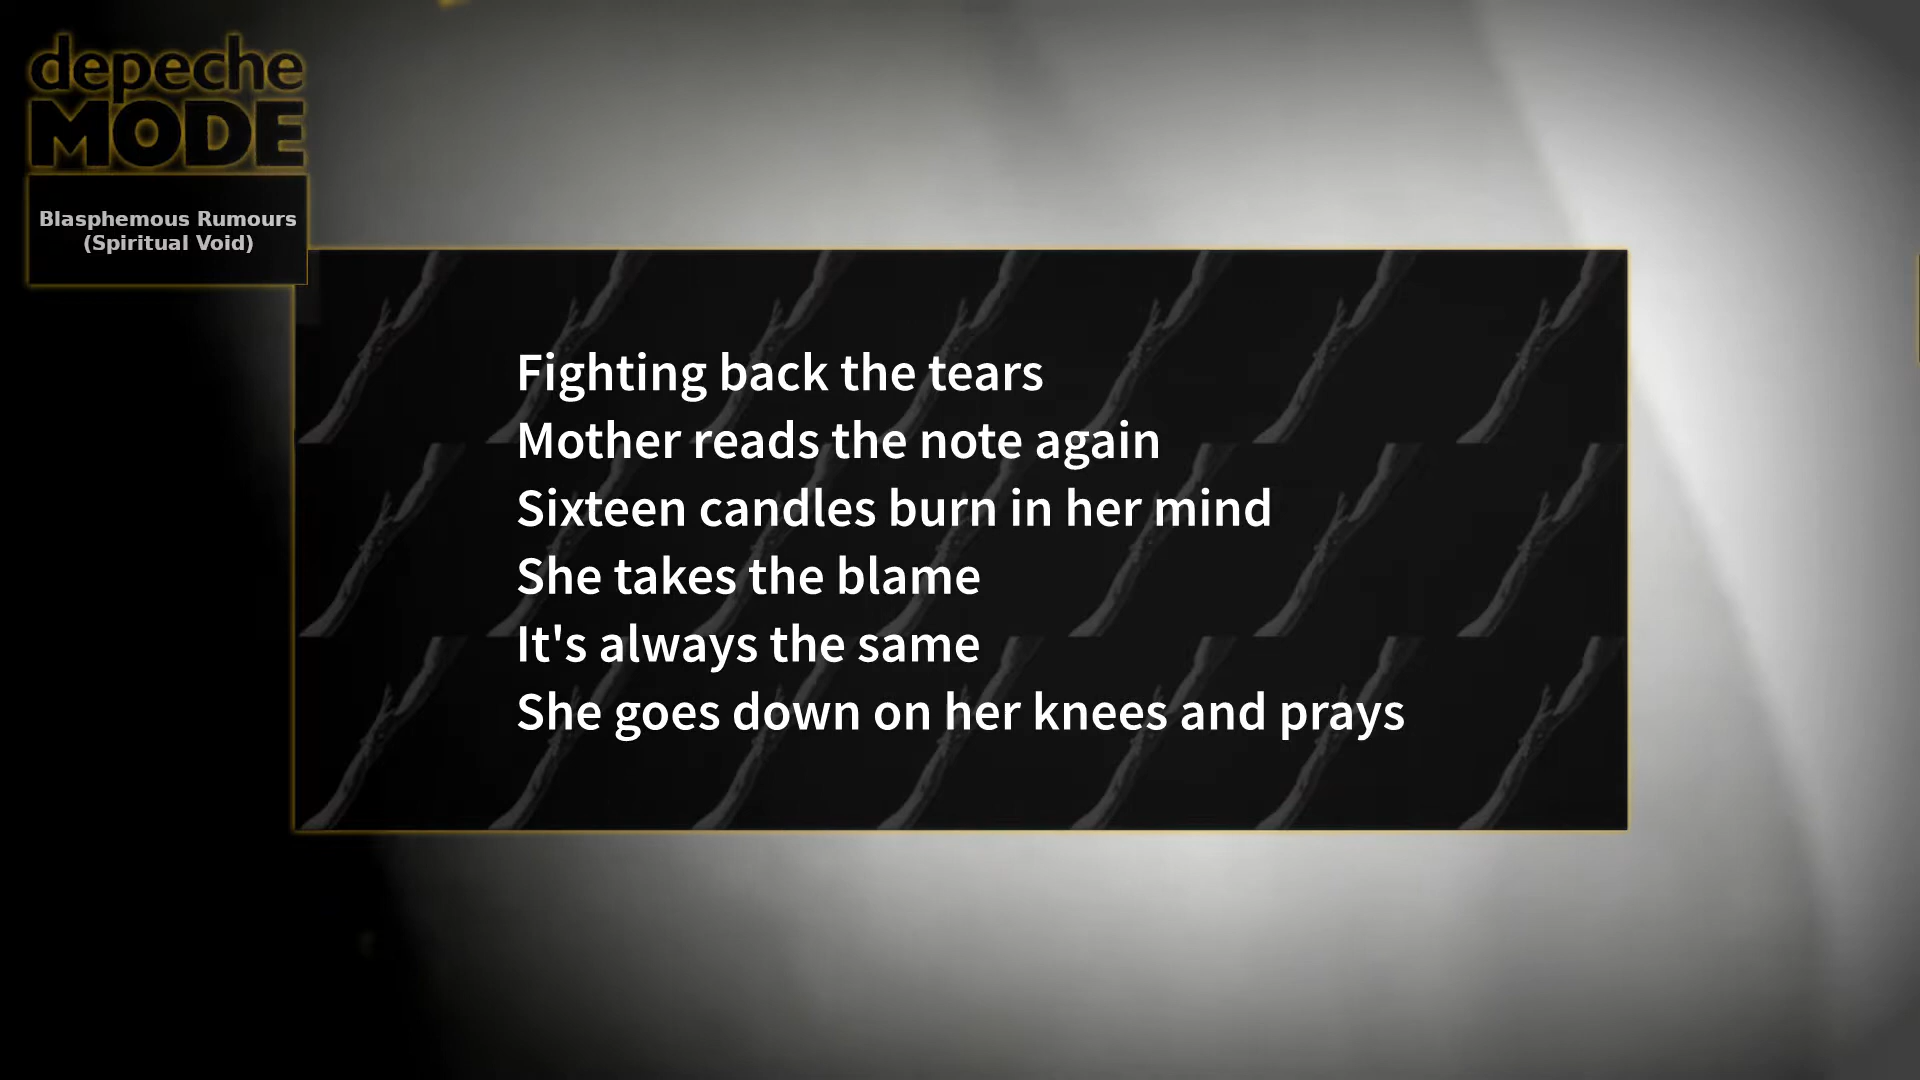 depeche
MODE
Blasphemous Rumours
(Spiritual Void)
Fighting back the tears
Mother reads the note again
Sixteen candles burn in her mind
She takes the blame
It's always the same
She goes down on her knees and prays